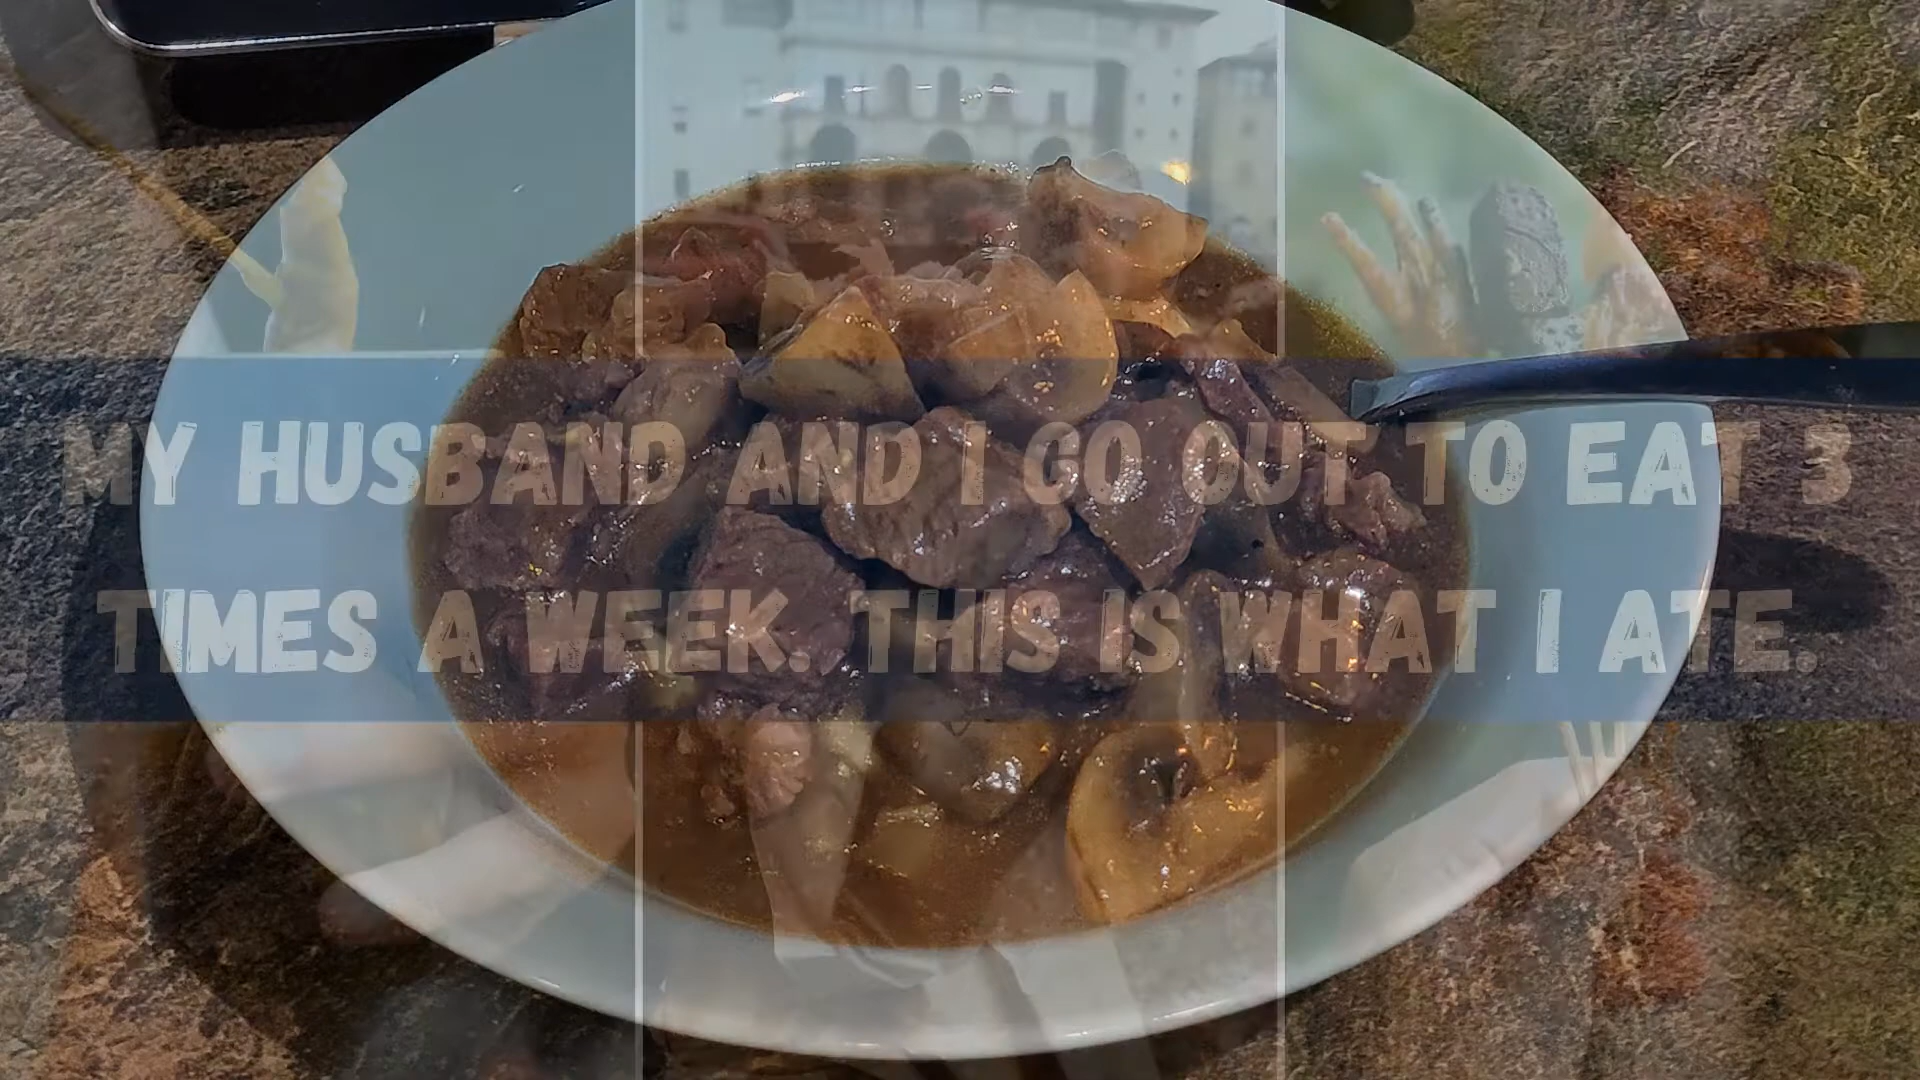 MY HUSBAND AND I GO OUT TO EAT 3
TIMES A WEEK. THIS IS WHAT I ATE.